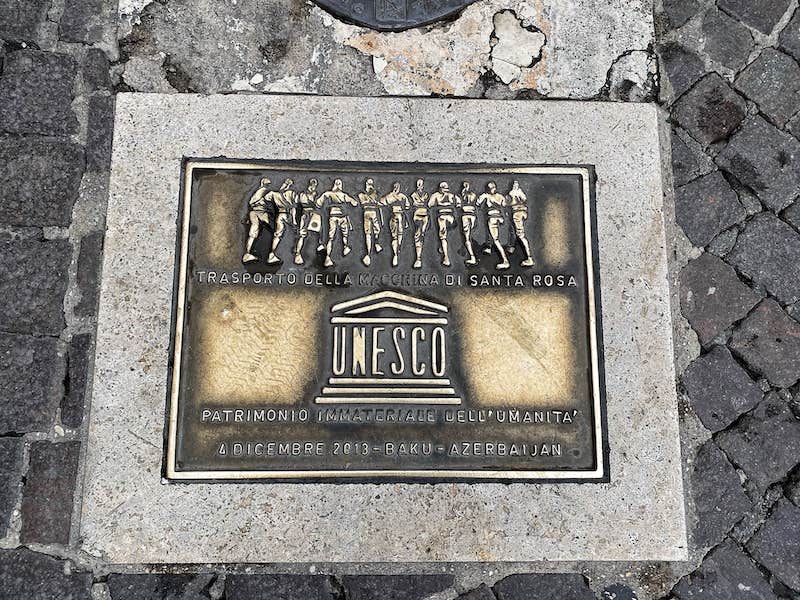 TRASPORTO DELLA MACCHINA DI SANTA ROSA
UNESCO
PATRIMONIO IMMATERIALE DELL'UMANITA'
4 DICEMBRE 2013 - BAKU - AZERBAIJAN